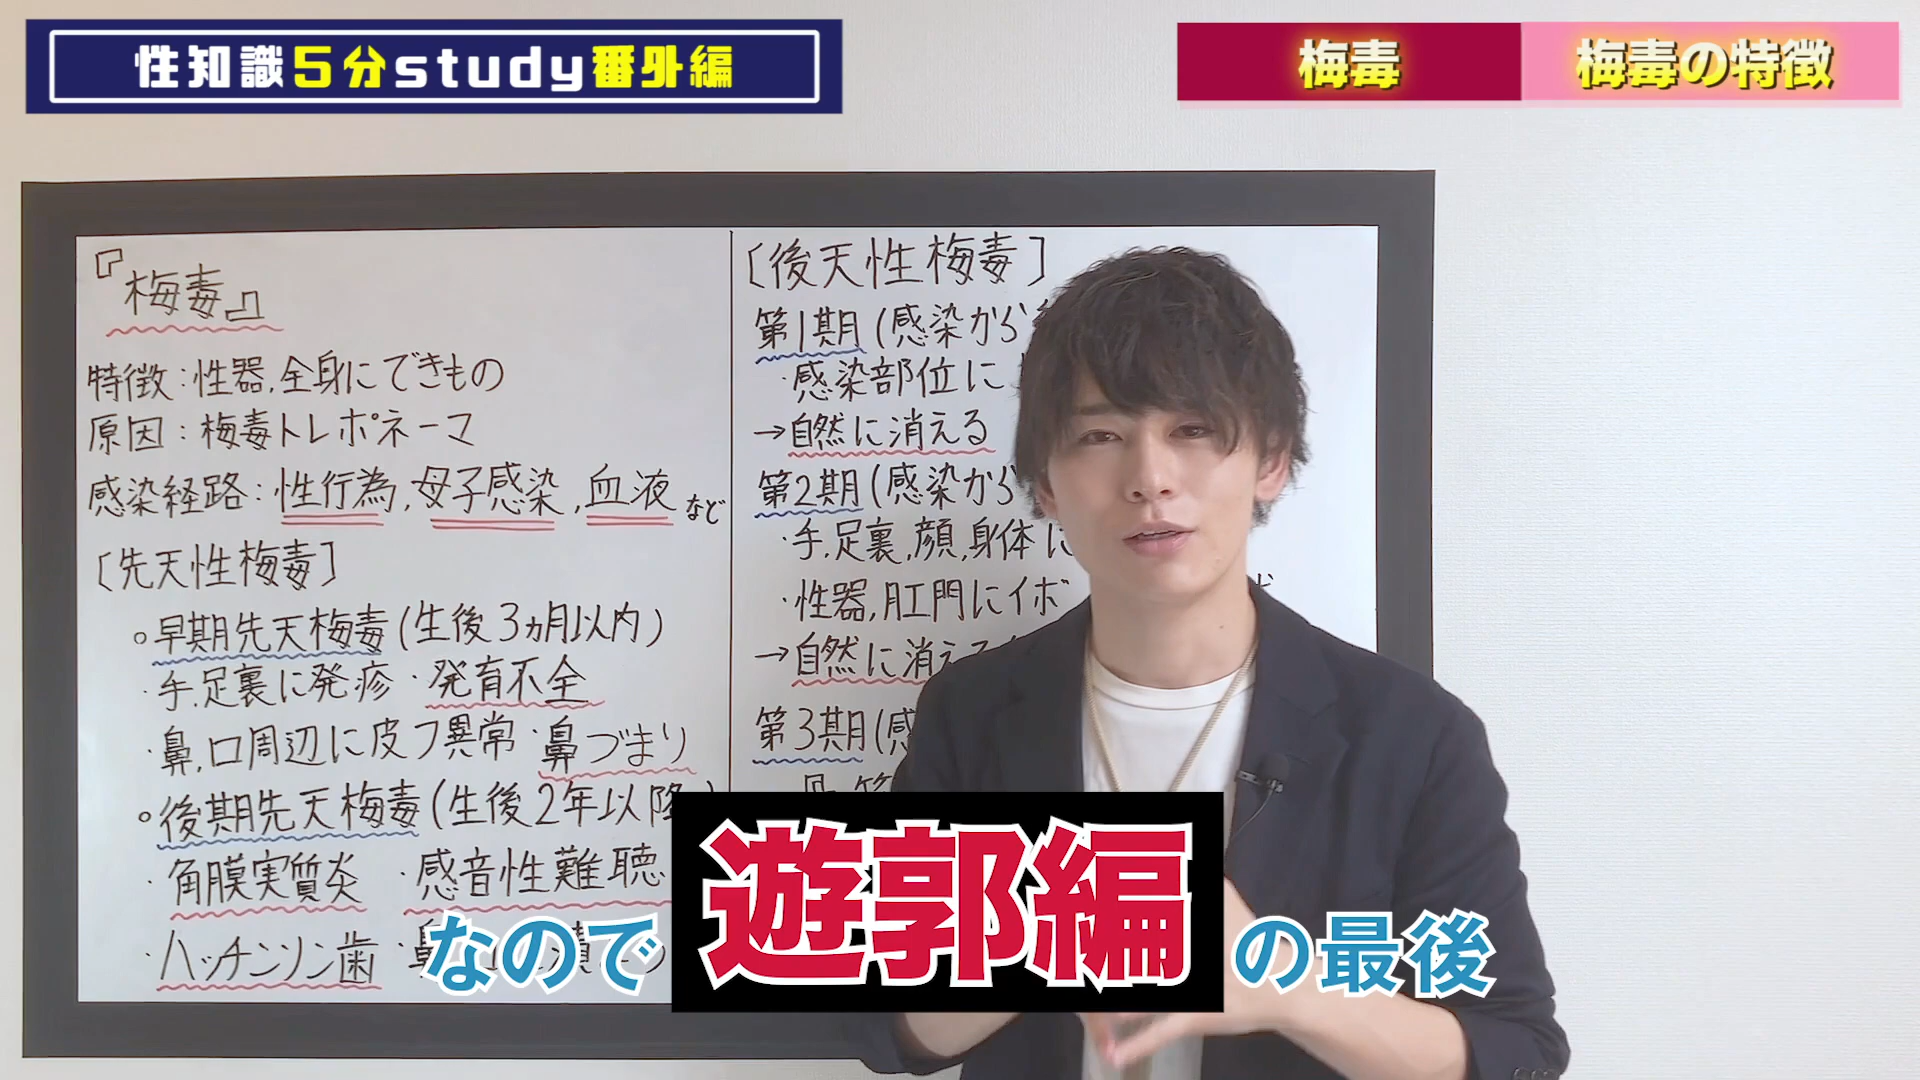 性知識5分study番外編
梅毒
梅毒の特徴
『梅毒』
特徴：性器,全身にできもの
原因：梅毒トレポネーマ
感染経路：性行為,母子感染,血液など
[先天性梅毒]
○早期先天梅毒(生後3ヵ月以内)
・手,足裏に発疹・発育不全
・鼻,口周辺に皮フ異常・鼻づまり
○後期先天梅毒(生後2年以降)
・角膜実質炎・感音性難聴
・ハッチンソン歯・鼻
[後天性梅毒]
第1期(感染から
・感染部位に
→自然に消える
第2期(感染から
・手,足裏,顔,身体に
・性器,肛門にイボ
→自然に消える
第3期(感
なので遊郭編の最後